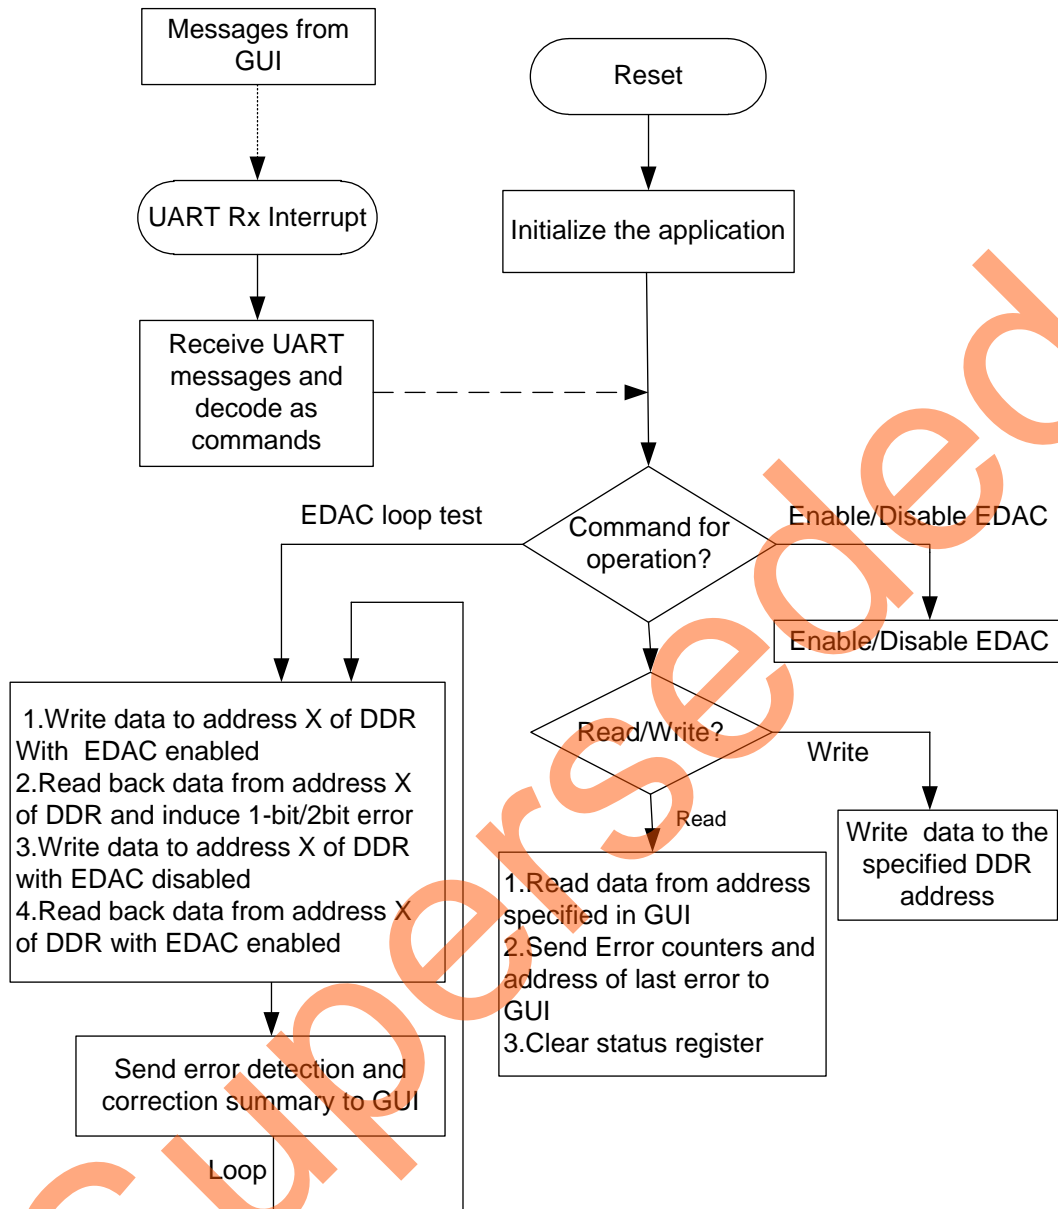 Messages from
GUI
Reset
UART Rx Interrupt
Initialize the application
Receive UART
messages and
decode as
commands
EDAC loop test
Command for
operation?
Enable/Disable EDAC
Enable/Disable EDAC
1.Write data to address X of DDR
With EDAC enabled
2.Read back data from address X
of DDR and induce 1-bit/2bit error
3.Write data to address X of DDR
with EDAC disabled
4.Read back data from address X
of DDR with EDAC enabled
Read/Write?
Write
Read
Write data to the
specified DDR
address
1.Read data from address
specified in GUI
2.Send Error counters and
address of last error to
GUI
3.Clear status register
Send error detection and
correction summary to GUI
Loop
Superseded